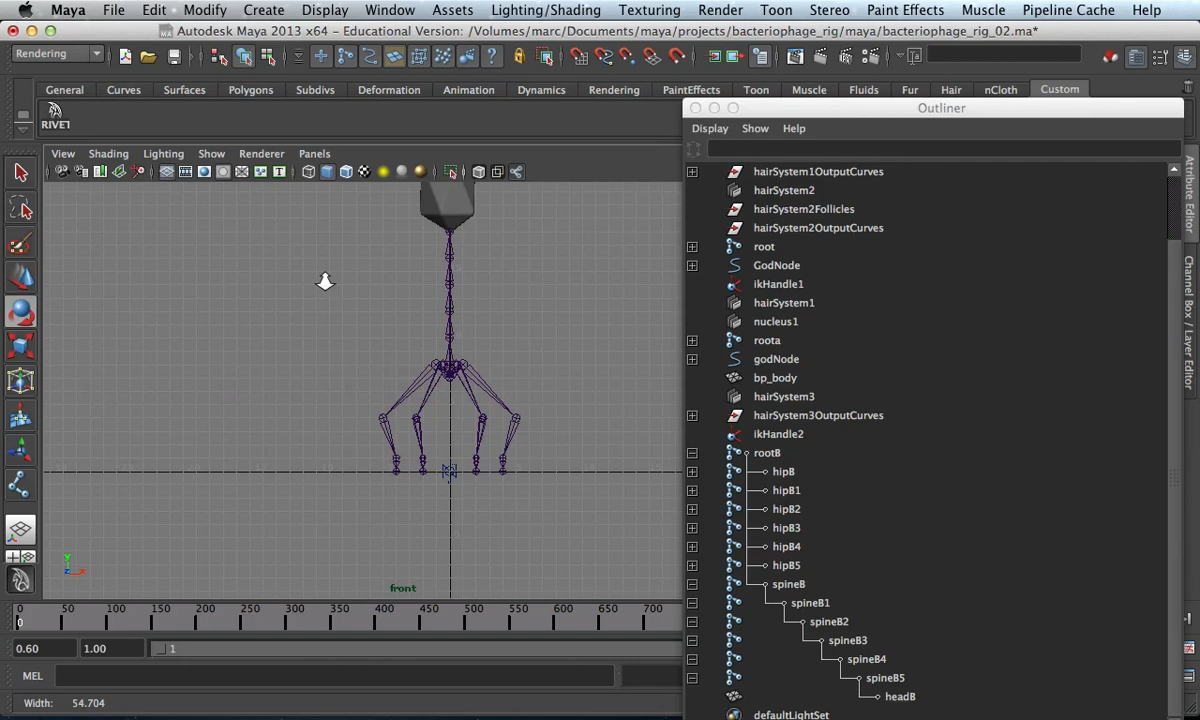 Maya File Edit Modify Create Display Window Assets Lighting/Shading Texturing Render Toon Stereo Paint Effects Muscle Pipeline Cache Help
Autodesk Maya 2013 x64 - Educational Version: /Volumes/marc/Documents/maya/projects/bacteriophage_rig/maya/bacteriophage_rig_02.ma*
Rendering
General Curves Surfaces Polygons Subdivs Deformation Animation Dynamics Rendering PaintEffects Toon Muscle Fluids Fur Hair nCloth Custom
RIVET
Outliner
Display Show Help
View Shading Lighting Show Renderer Panels
hairSystem1OutputCurves
hairSystem2
hairSystem2Follicles
hairSystem2OutputCurves
root
GodNode
ikHandle1
hairSystem1
nucleus1
roota
godNode
bp_body
hairSystem3
hairSystem3OutputCurves
ikHandle2
rootB
hipB
hipB1
hipB2
hipB3
hipB4
hipB5
spineB
spineB1
spineB2
spineB3
spineB4
spineB5
headB
defaultLightSet
Attribute Editor
Channel Box / Layer Editor
y
z x
front
0 50 100 150 200 250 300 350 400 450 500 550 600 650 700
0
0.60 1.00 1
MEL
Width: 54.704